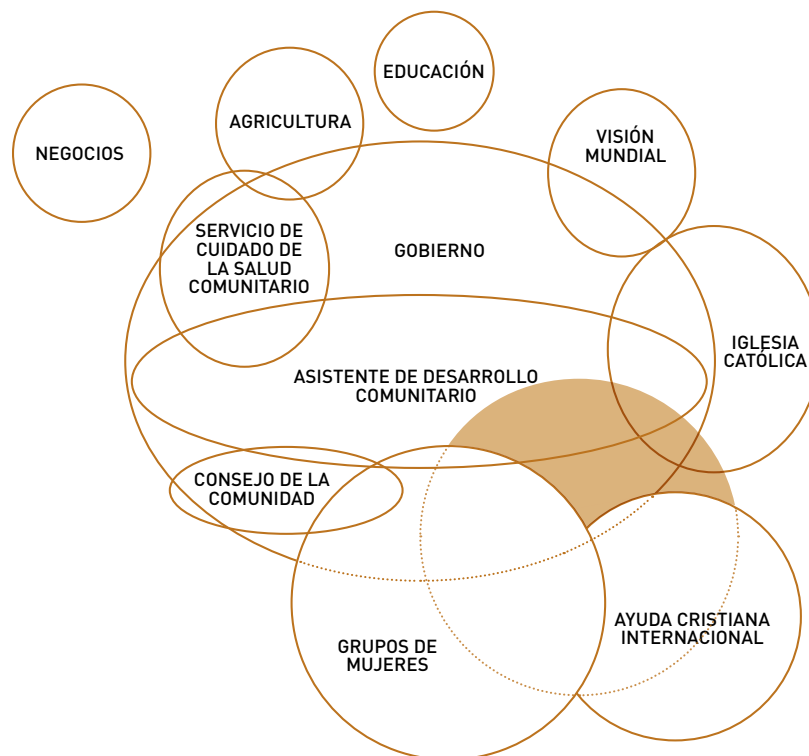 EDUCACIÓN
AGRICULTURA
NEGOCIOS
VISIÓN
MUNDIAL
SERVICIO DE
CUIDADO DE
LA SALUD
COMUNITARIO
GOBIERNO
IGLESIA
CATÓLICA
ASISTENTE DE DESARROLLO
COMUNITARIO
CONSEJO DE LA
COMUNIDAD
GRUPOS DE
MUJERES
AYUDA CRISTIANA
INTERNACIONAL